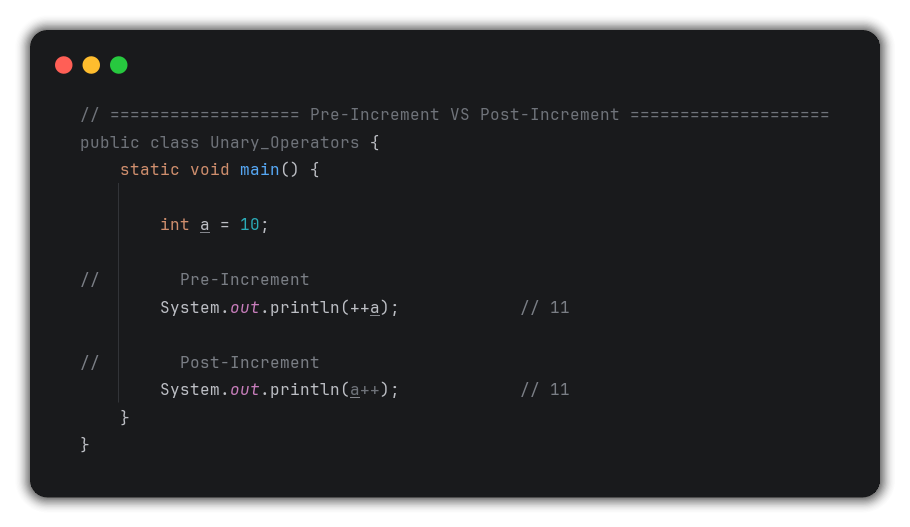 // =================== Pre-Increment VS Post-Increment ====================
public class Unary_Operators {
    static void main() {
        int a = 10;
//        Pre-Increment
        System.out.println(++a);            // 11
//        Post-Increment
        System.out.println(a++);            // 11
    }
}